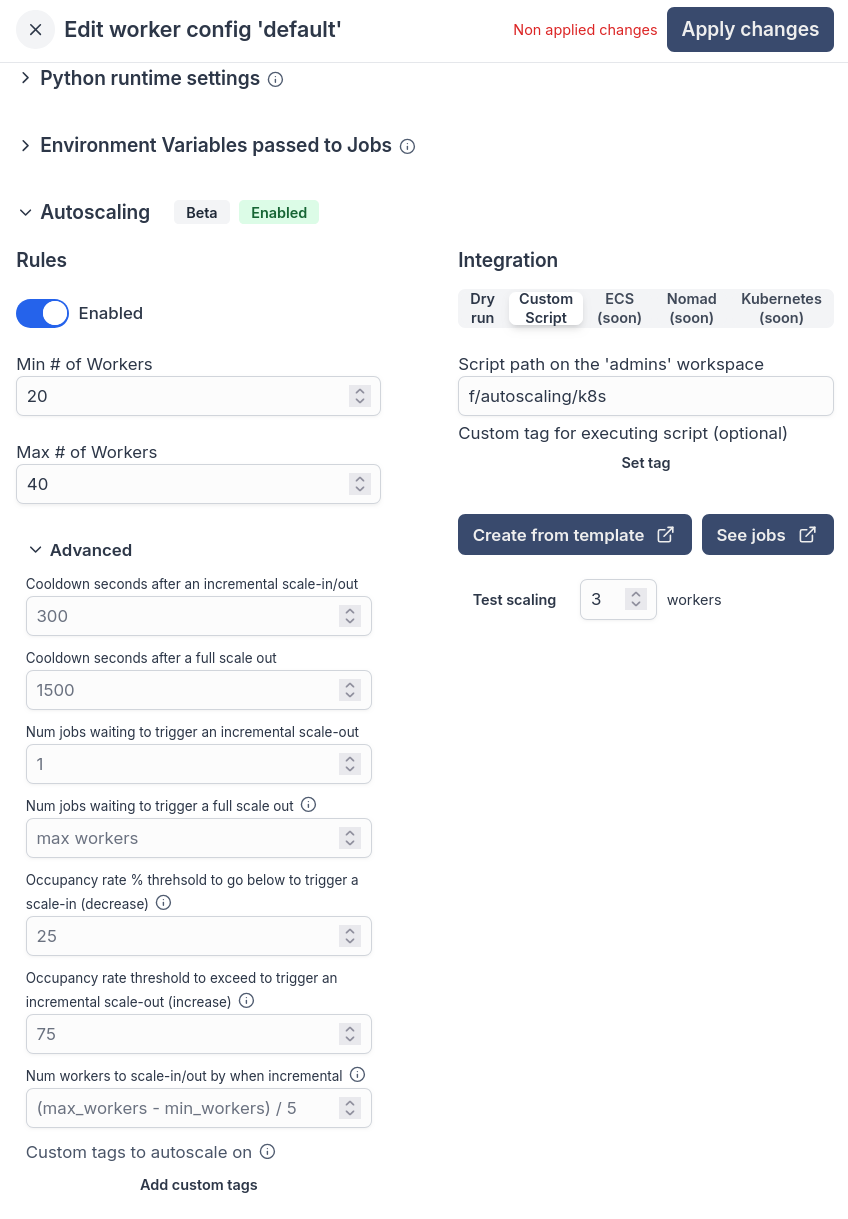 Edit worker config 'default'
Non applied changes
Apply changes
Python runtime settings
Environment Variables passed to Jobs
Autoscaling
Beta
Enabled
Rules
Enabled
Min # of Workers
20
Max # of Workers
40
Advanced
Cooldown seconds after an incremental scale-in/out
300
Cooldown seconds after a full scale out
1500
Num jobs waiting to trigger an incremental scale-out
1
Num jobs waiting to trigger a full scale out
max workers
Occupancy rate % threhsold to go below to trigger a
scale-in (decrease)
25
Occupancy rate threshold to exceed to trigger an
incremental scale-out (increase)
75
Num workers to scale-in/out by when incremental
(max_workers - min_workers) / 5
Custom tags to autoscale on
Add custom tags
Integration
Dry
run
Custom
Script
ECS
(soon)
Nomad
(soon)
Kubernetes
(soon)
Script path on the 'admins' workspace
f/autoscaling/k8s
Custom tag for executing script (optional)
Set tag
Create from template
See jobs
Test scaling
3
workers